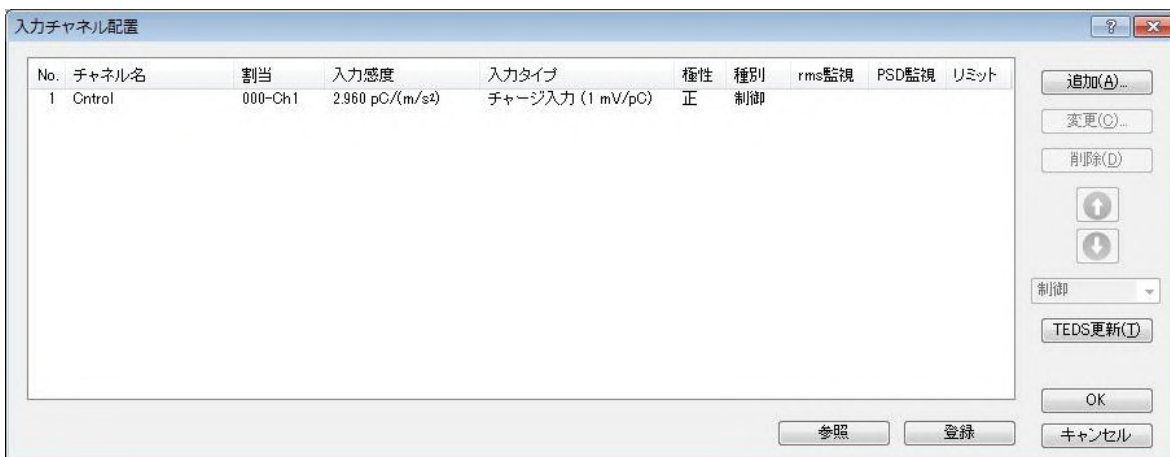 入力チャネル配置
No. チャネル名 割当 入力感度 入力タイプ 極性 種別 rms監視 PSD監視 リミット
1 Cntrol 000-Ch1 2.960 pC/(m/s²) チャージ入力 (1 mV/pC) 正 制御
追加(A)...
変更(C)...
削除(D)
制御
TEDS更新(T)
OK
参照 登録 キャンセル